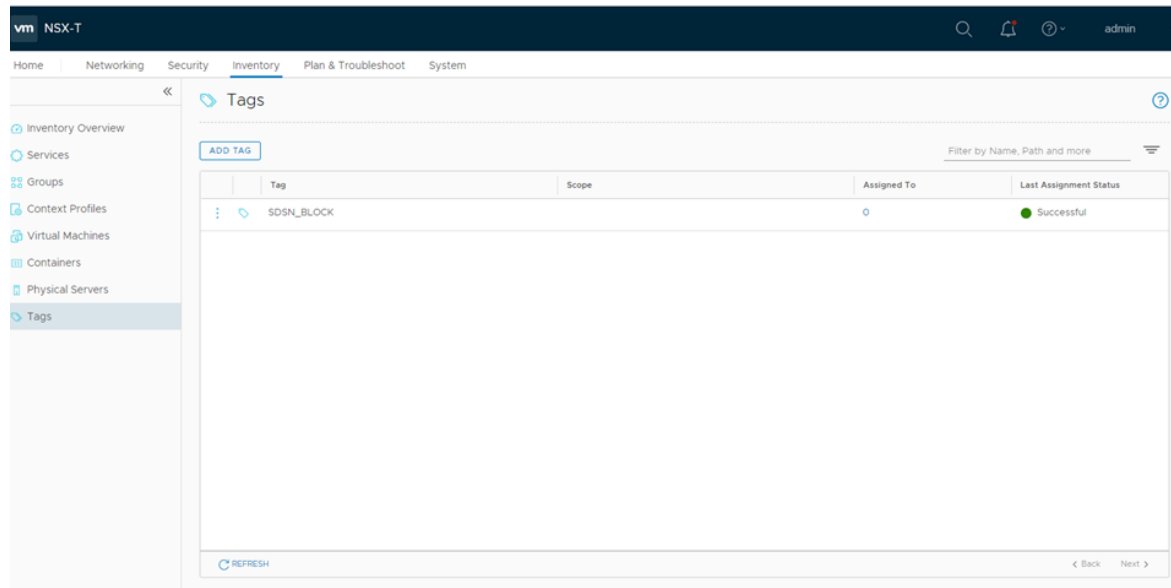 vm NSX-T admin
Home Networking Security Inventory Plan & Troubleshoot System
Tags
Inventory Overview
Services
Groups
Context Profiles
Virtual Machines
Containers
Physical Servers
Tags
ADD TAG Filter by Name, Path and more
Tag Scope Assigned To Last Assignment Status
SDSN_BLOCK 0 Successful
REFRESH Back Next